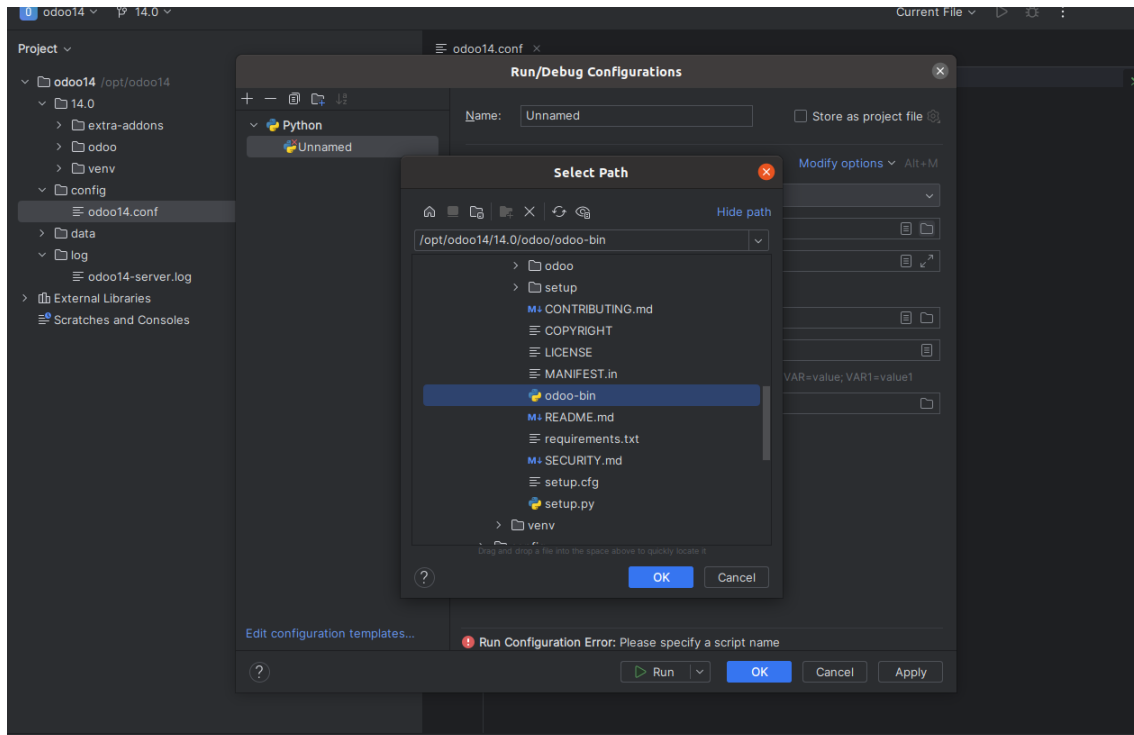 odoo14 14.0 Current File
Project
odoo14.conf
Run/Debug Configurations
odoo14 /opt/odoo14
14.0
extra-addons
odoo
venv
config
odoo14.conf
data
log
odoo14-server.log
External Libraries
Scratches and Consoles
Python
Unnamed
Edit configuration templates...
Name: Unnamed
Store as project file
Modify options Alt+M
VAR=value; VAR1=value1
Select Path
Hide path
/opt/odoo14/14.0/odoo/odoo-bin
odoo
setup
M↓ CONTRIBUTING.md
COPYRIGHT
LICENSE
MANIFEST.in
odoo-bin
M↓ README.md
requirements.txt
M↓ SECURITY.md
setup.cfg
setup.py
venv
Drag and drop a file into the space above to quickly locate it
? OK Cancel
Run Configuration Error: Please specify a script name
? Run OK Cancel Apply